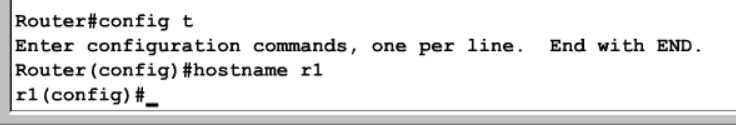 Router#config t
Enter configuration commands, one per line.  End with END.
Router(config)#hostname r1
r1(config)#_